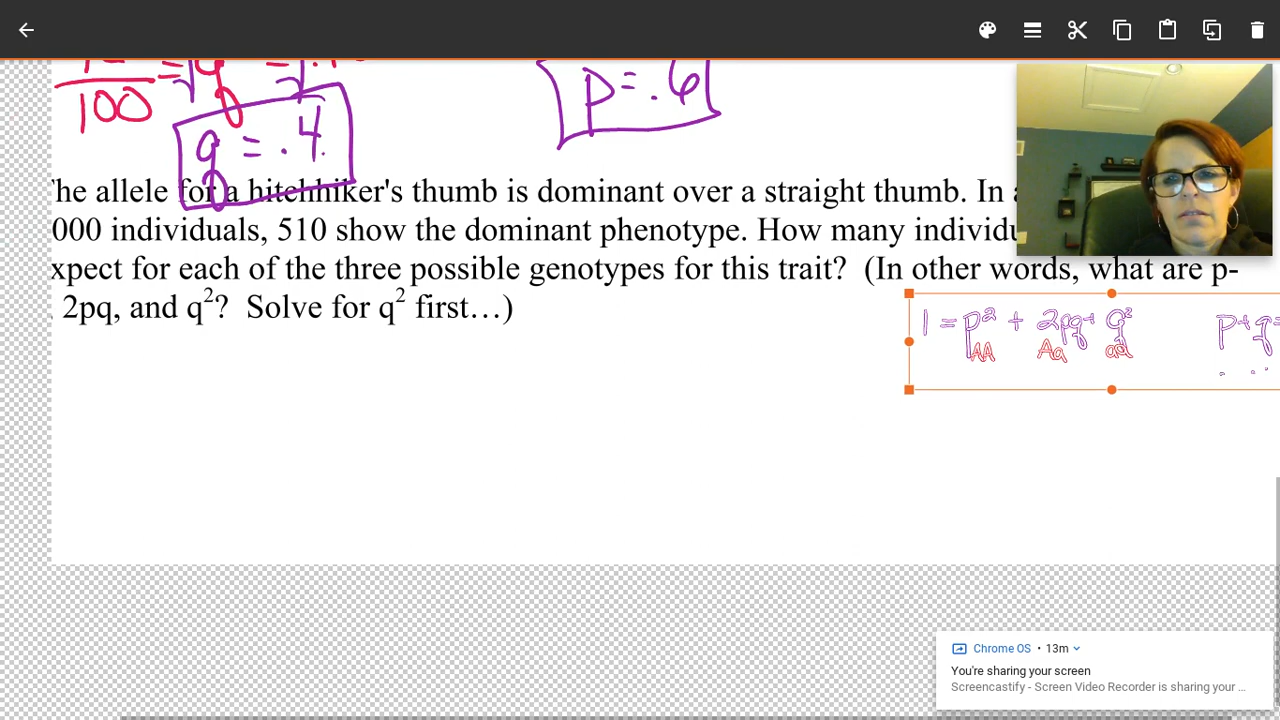 100
q = .4
p = .6
he allele for a hitchhiker's thumb is dominant over a straight thumb. In a
000 individuals, 510 show the dominant phenotype. How many individu
xpect for each of the three possible genotypes for this trait? (In other words, what are p-
, 2pq, and q²? Solve for q² first…)
1 = p² + 2pq + q² p + q =
AA Aa aa
Chrome OS • 13m
You're sharing your screen
Screencastify - Screen Video Recorder is sharing your ...